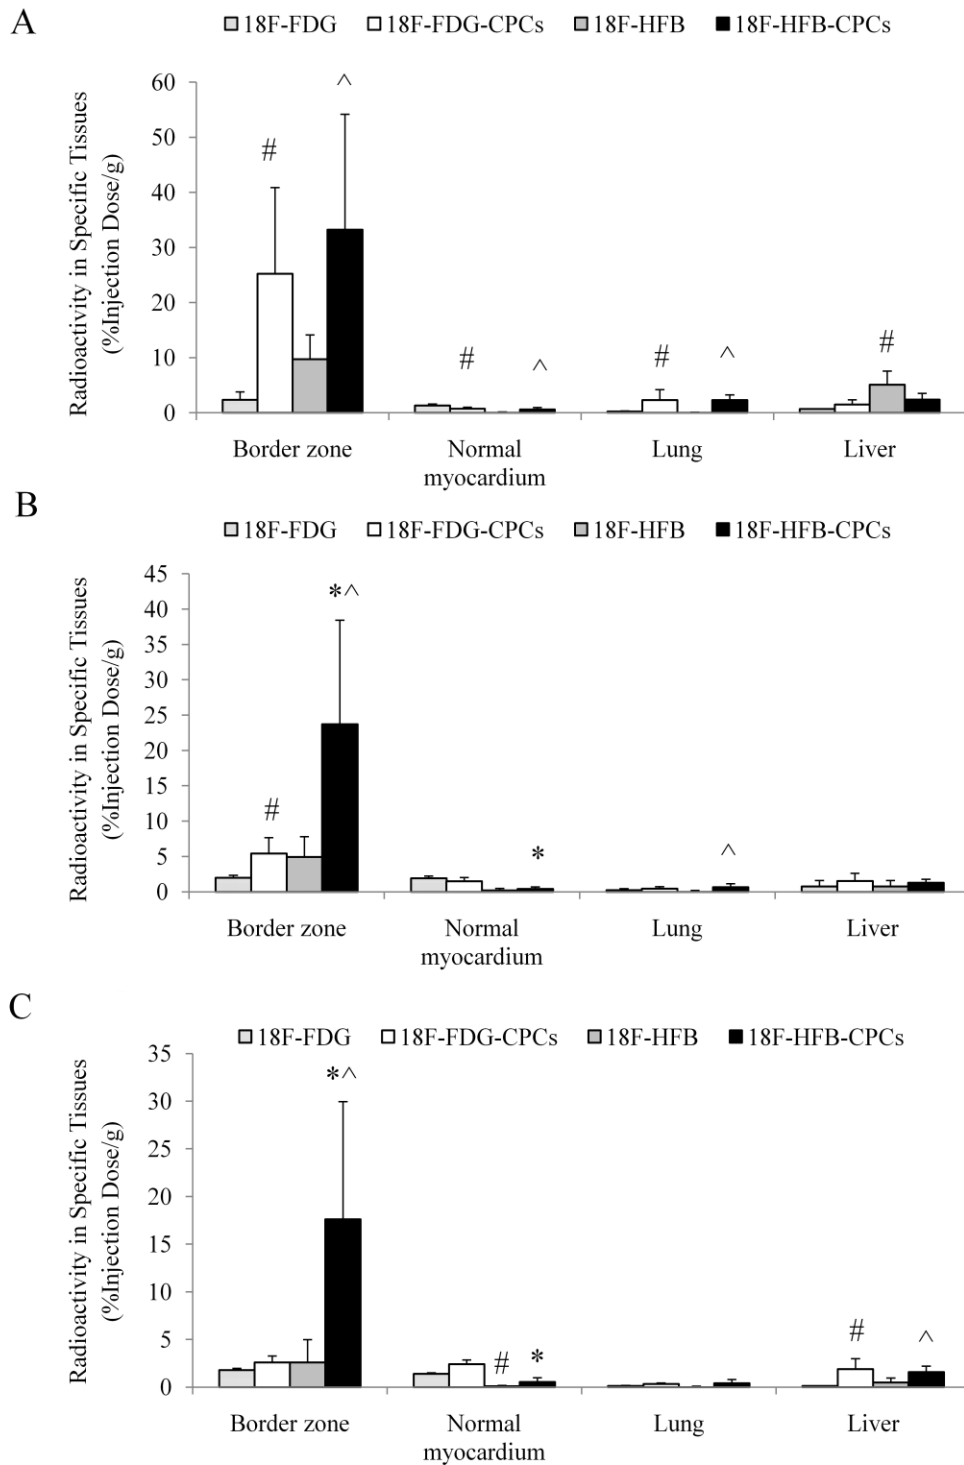 A
18F-FDG 18F-FDG-CPCs 18F-HFB 18F-HFB-CPCs
Radioactivity in Specific Tissues
(%Injection Dose/g)
60
50
40
30
20
10
0
# ^
# ^
# ^
#
Border zone
Normal
myocardium
Lung
Liver
B
18F-FDG 18F-FDG-CPCs 18F-HFB 18F-HFB-CPCs
Radioactivity in Specific Tissues
(%Injection Dose/g)
45
40
35
30
25
20
15
10
5
0
# *^
*
^
Border zone
Normal
myocardium
Lung
Liver
C
18F-FDG 18F-FDG-CPCs 18F-HFB 18F-HFB-CPCs
Radioactivity in Specific Tissues
(%Injection Dose/g)
35
30
25
20
15
10
5
0
*^
# *
# ^
Border zone
Normal
myocardium
Lung
Liver